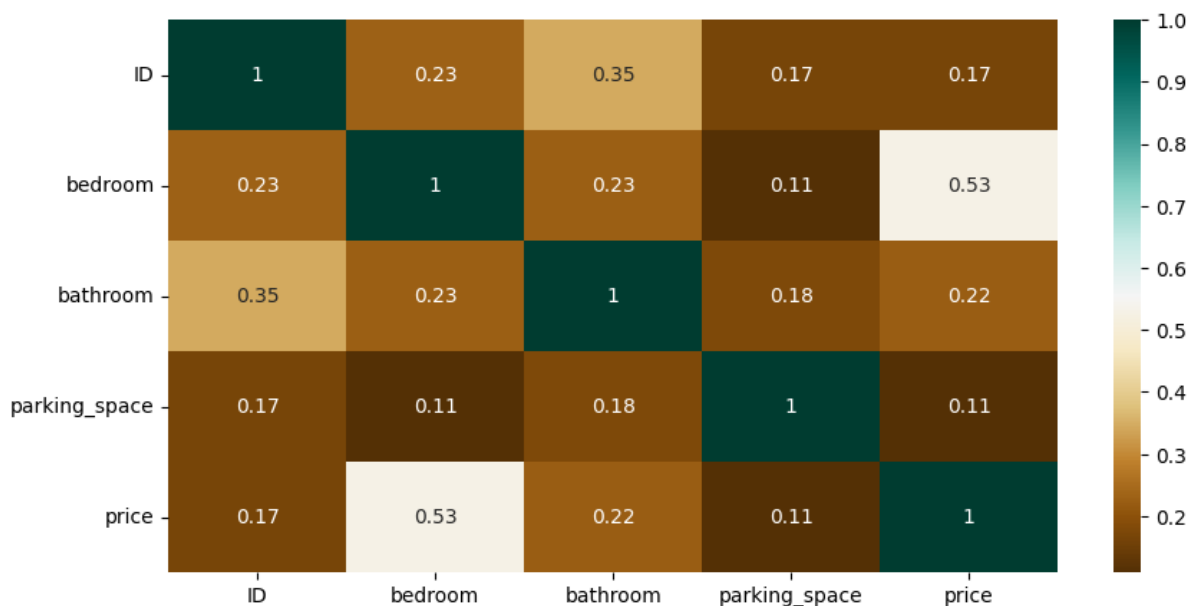 ID 1 0.23 0.35 0.17 0.17
bedroom 0.23 1 0.23 0.11 0.53
bathroom 0.35 0.23 1 0.18 0.22
parking_space 0.17 0.11 0.18 1 0.11
price 0.17 0.53 0.22 0.11 1
ID bedroom bathroom parking_space price
1.0
0.9
0.8
0.7
0.6
0.5
0.4
0.3
0.2